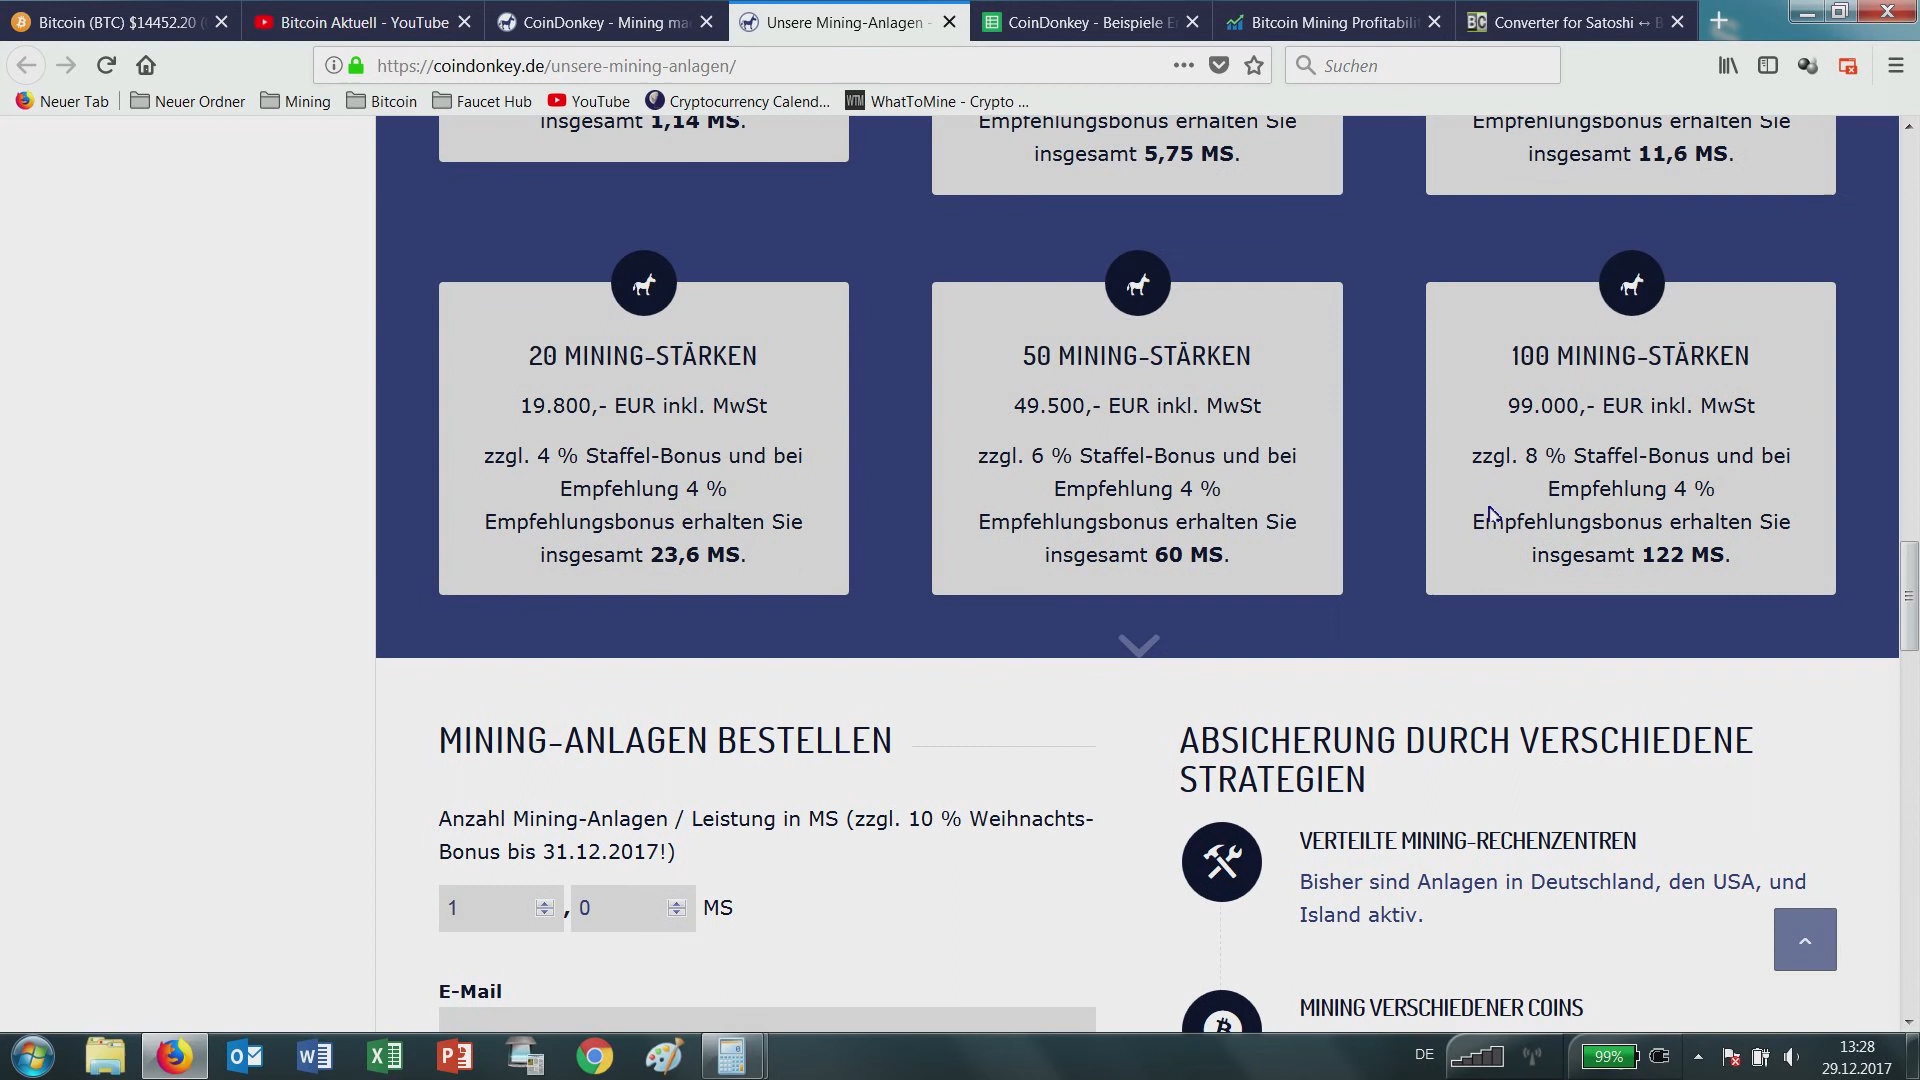 Bitcoin (BTC) $14452.20 (
Bitcoin Aktuell - YouTube
CoinDonkey - Mining ma
Unsere Mining-Anlagen -
CoinDonkey - Beispiele E
Bitcoin Mining Profitabili
BC Converter for Satoshi ↔ B
https://coindonkey.de/unsere-mining-anlagen/
Suchen
Neuer Tab
Neuer Ordner
Mining
Bitcoin
Faucet Hub
YouTube
Cryptocurrency Calend...
WTM WhatToMine - Crypto ...
insgesamt 1,14 MS.
Empfehlungsbonus erhalten Sie
insgesamt 5,75 MS.
Empfehlungsbonus erhalten Sie
insgesamt 11,6 MS.
20 MINING-STÄRKEN
19.800,- EUR inkl. MwSt
zzgl. 4 % Staffel-Bonus und bei
Empfehlung 4 %
Empfehlungsbonus erhalten Sie
insgesamt 23,6 MS.
50 MINING-STÄRKEN
49.500,- EUR inkl. MwSt
zzgl. 6 % Staffel-Bonus und bei
Empfehlung 4 %
Empfehlungsbonus erhalten Sie
insgesamt 60 MS.
100 MINING-STÄRKEN
99.000,- EUR inkl. MwSt
zzgl. 8 % Staffel-Bonus und bei
Empfehlung 4 %
Empfehlungsbonus erhalten Sie
insgesamt 122 MS.
MINING-ANLAGEN BESTELLEN
Anzahl Mining-Anlagen / Leistung in MS (zzgl. 10 % Weihnachts-
Bonus bis 31.12.2017!)
1 , 0 MS
E-Mail
ABSICHERUNG DURCH VERSCHIEDENE
STRATEGIEN
VERTEILTE MINING-RECHENZENTREN
Bisher sind Anlagen in Deutschland, den USA, und
Island aktiv.
MINING VERSCHIEDENER COINS
DE
99%
13:28
29.12.2017